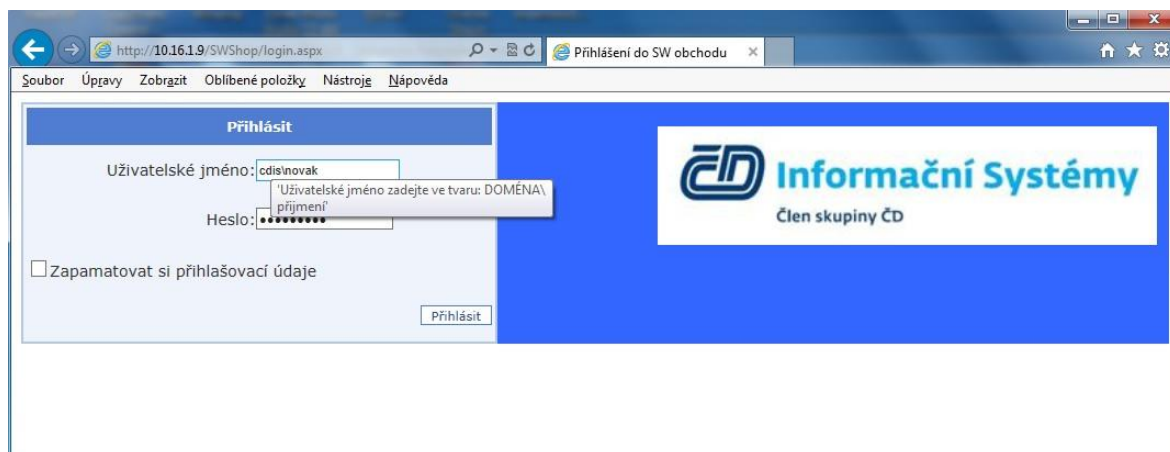 http://10.16.1.9/SWShop/login.aspx
Přihlášení do SW obchodu
Soubor Úpravy Zobrazit Oblíbené položky Nástroje Nápověda
Přihlásit
Uživatelské jméno: cdis\novak
'Uživatelské jméno zadejte ve tvaru: DOMÉNA\
přijmení'
Heslo: •••••••••
Zapamatovat si přihlašovací údaje
Přihlásit
ČD Informační Systémy
Člen skupiny ČD